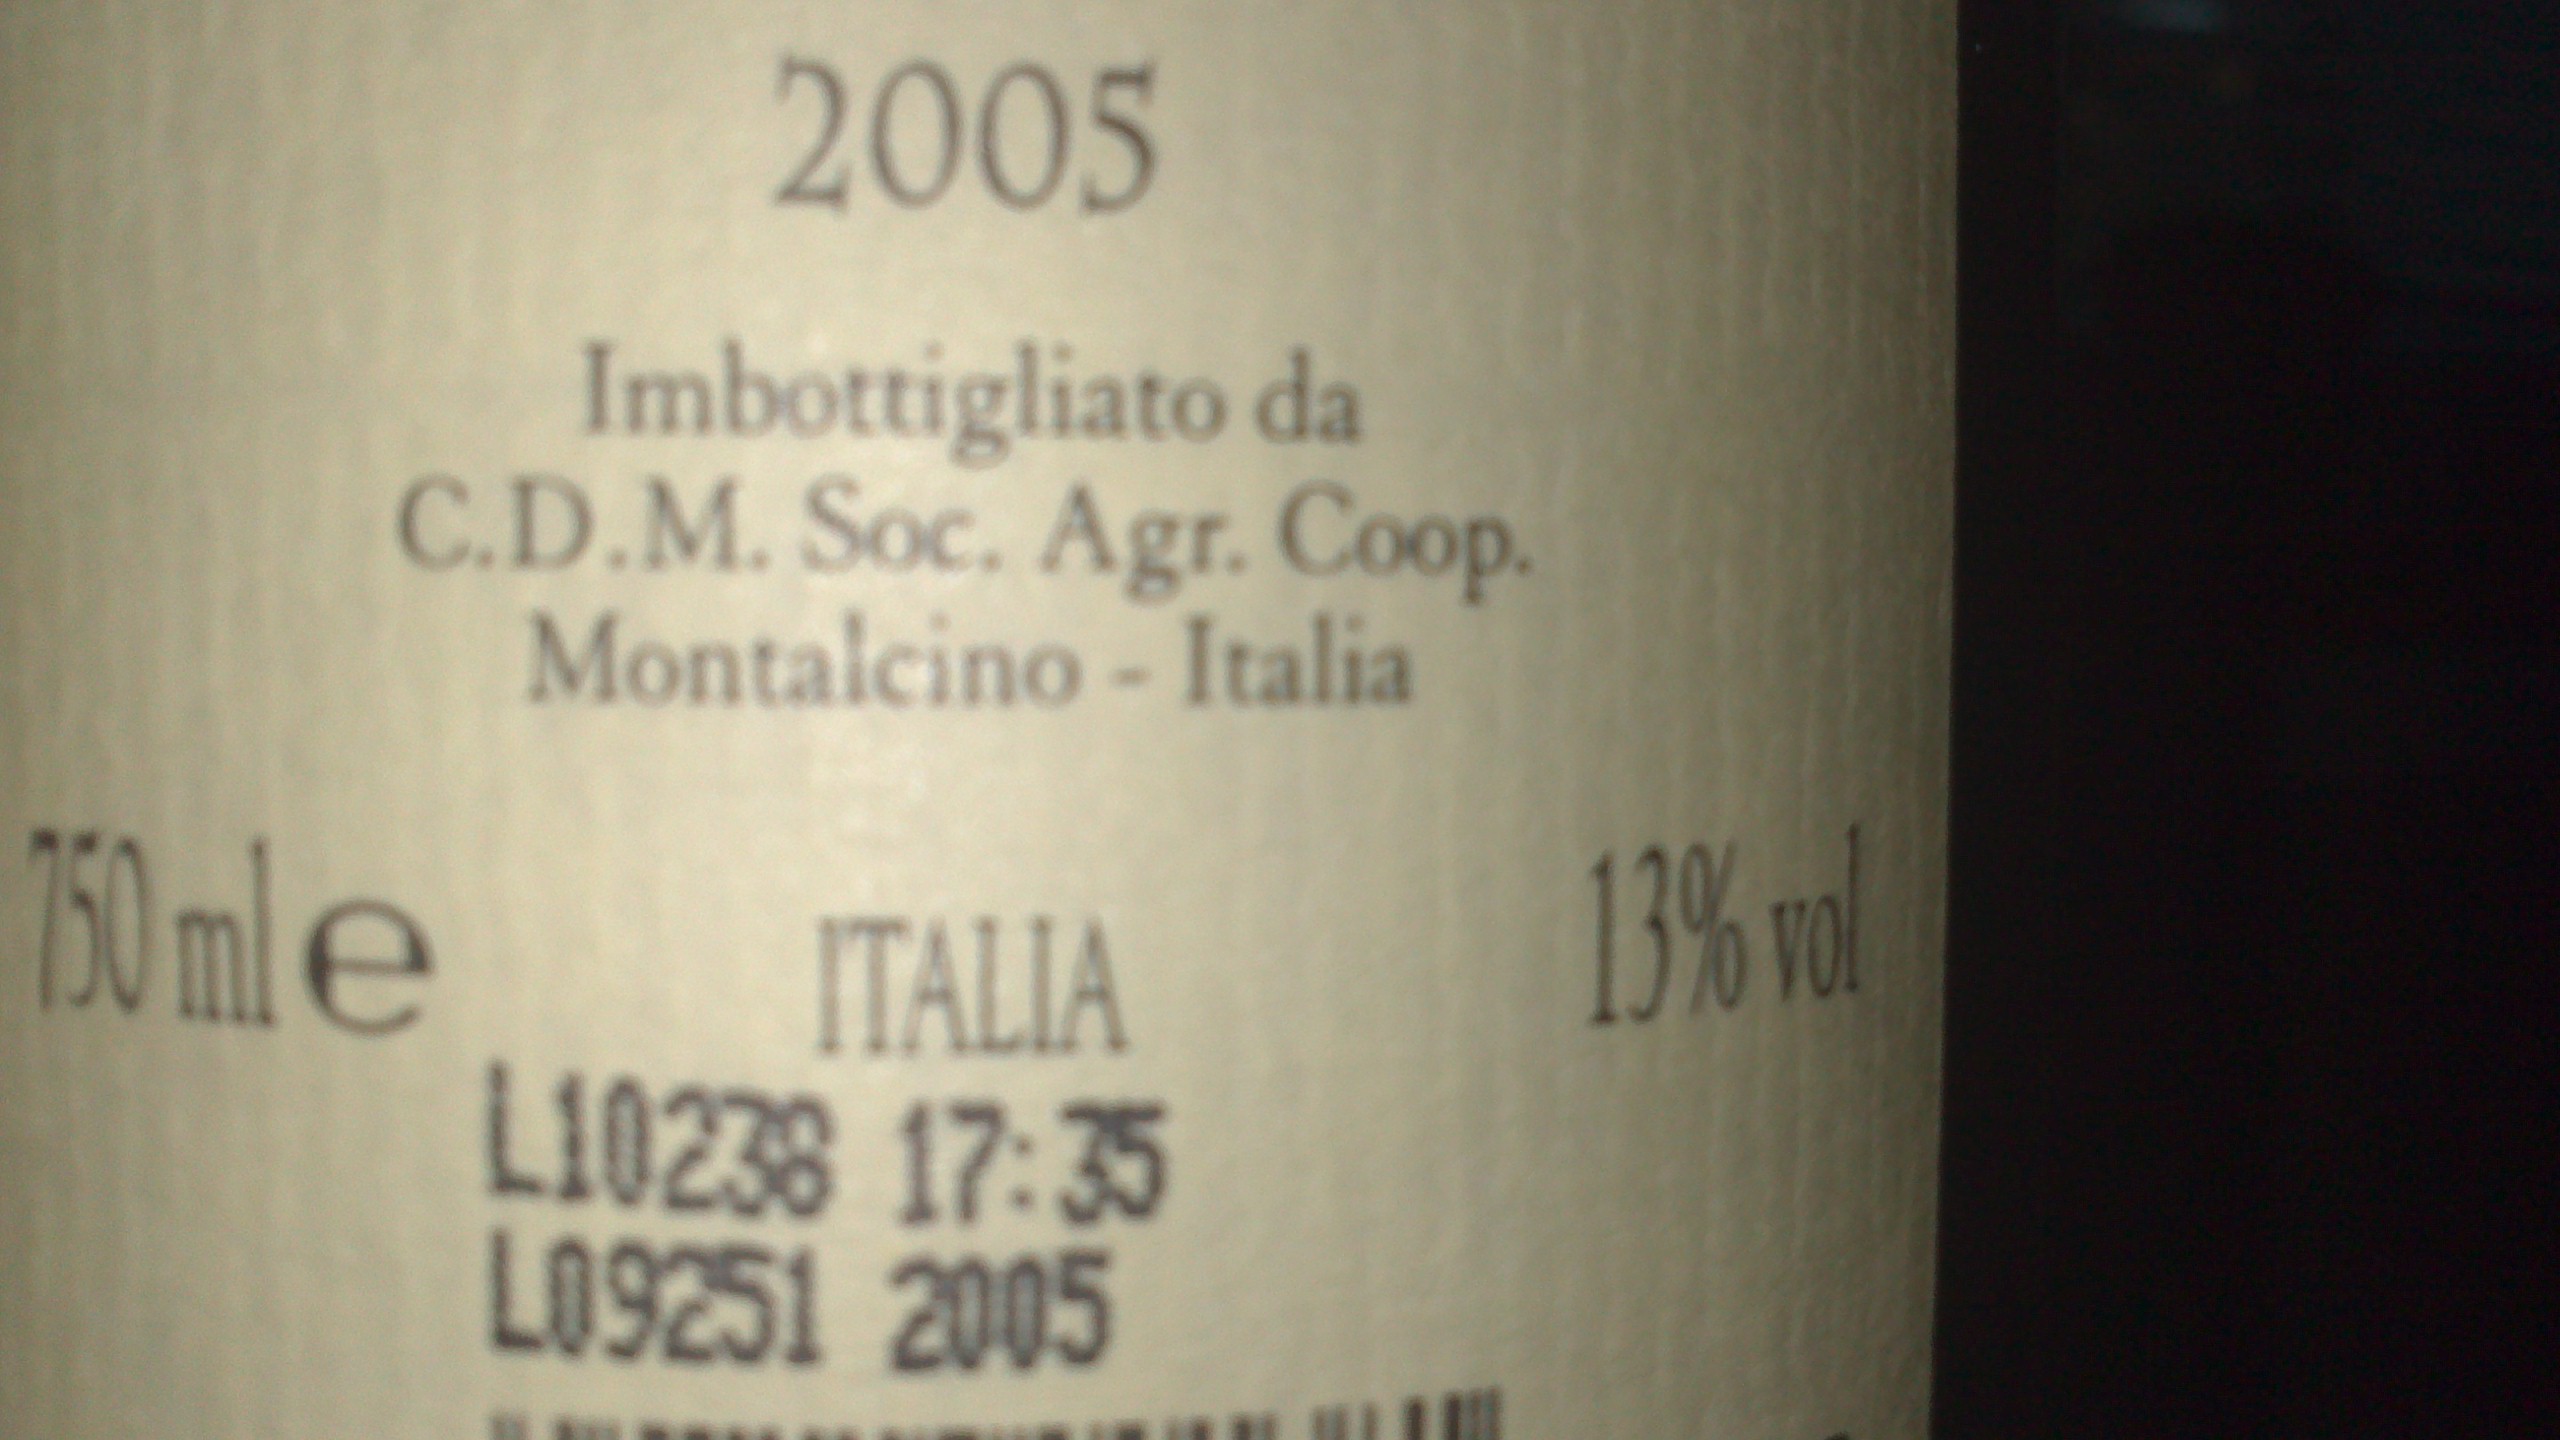 2005
Imbottigliato da
C.D.M. Soc. Agr. Coop.
Montalcino - Italia
750 ml e
ITALIA
13% vol
L10238 17:35
L09251 2005